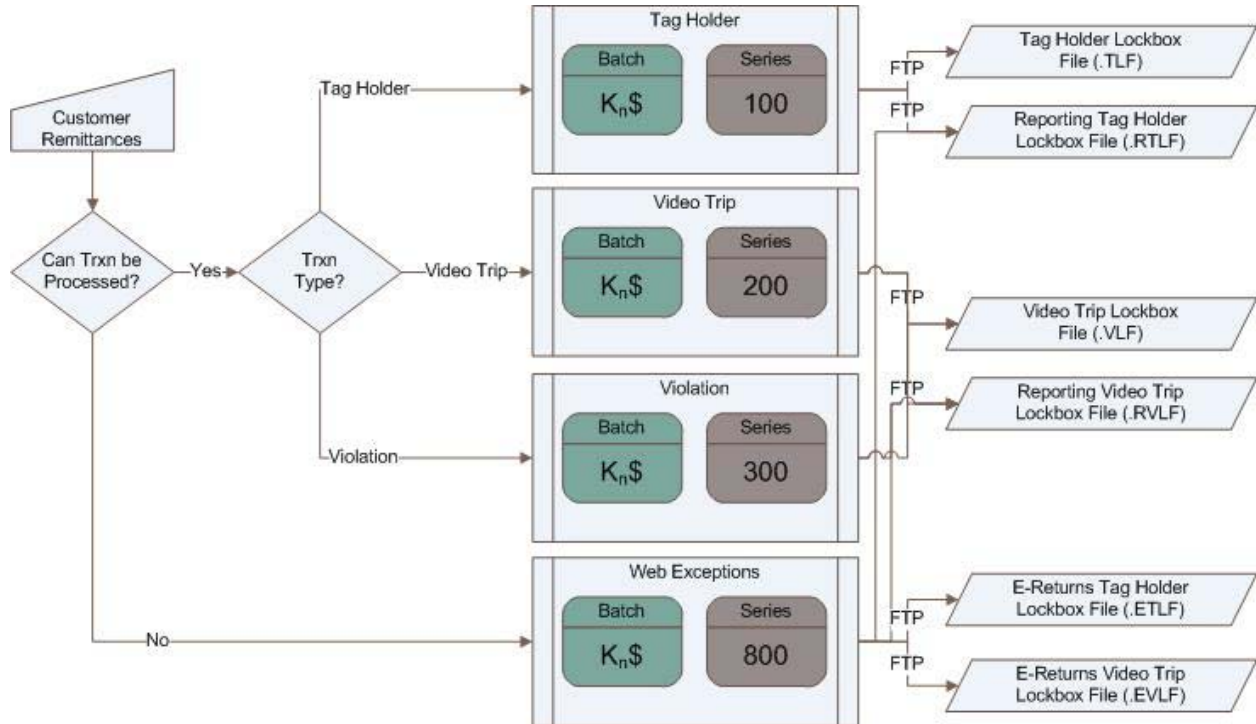 Customer
Remittances
Can Trxn be
Processed?
Yes
No
Trxn
Type?
Tag Holder
Video Trip
Violation
Tag Holder
Batch
Kn$
Series
100
Video Trip
Batch
Kn$
Series
200
Violation
Batch
Kn$
Series
300
Web Exceptions
Batch
Kn$
Series
800
FTP
FTP
FTP
FTP
FTP
FTP
Tag Holder Lockbox
File (.TLF)
Reporting Tag Holder
Lockbox File (.RTLF)
Video Trip Lockbox
File (.VLF)
Reporting Video Trip
Lockbox File (.RVLF)
E-Returns Tag Holder
Lockbox File (.ETLF)
E-Returns Video Trip
Lockbox File (.EVLF)